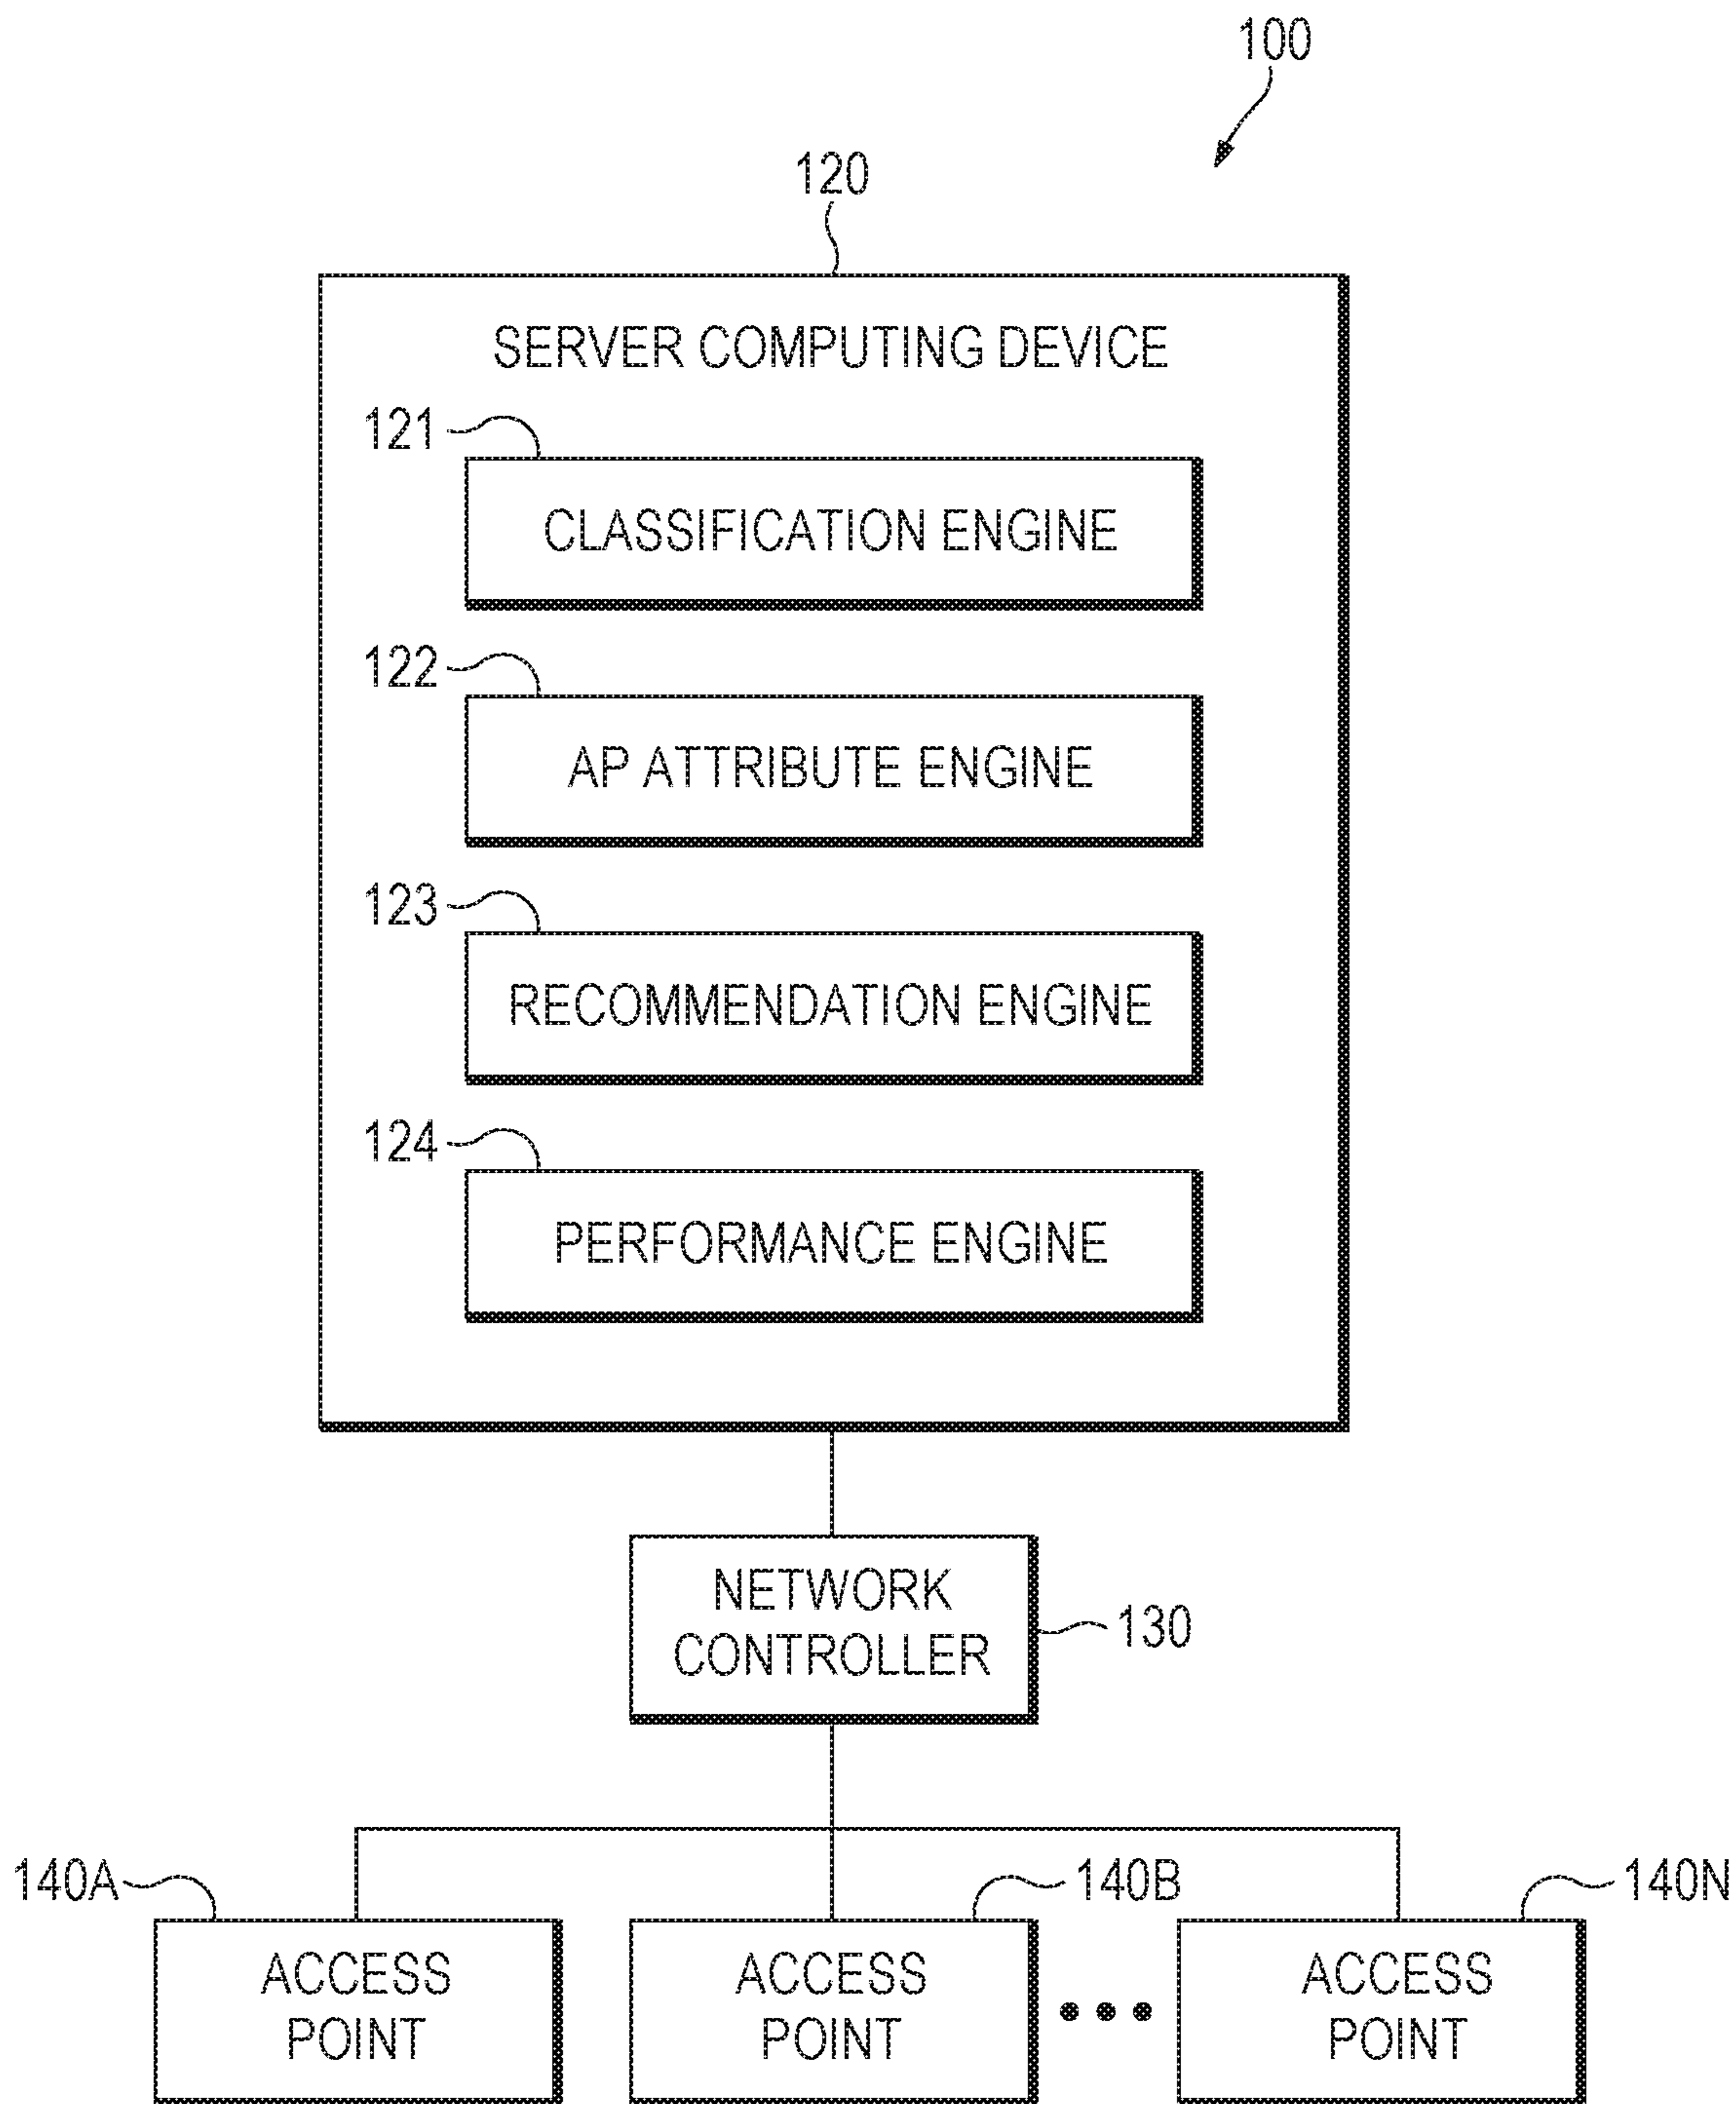 100
120
SERVER COMPUTING DEVICE
121
CLASSIFICATION ENGINE
122
AP ATTRIBUTE ENGINE
123
RECOMMENDATION ENGINE
124
PERFORMANCE ENGINE
NETWORK
CONTROLLER
130
140A
140B
140N
ACCESS
POINT
ACCESS
POINT
ACCESS
POINT